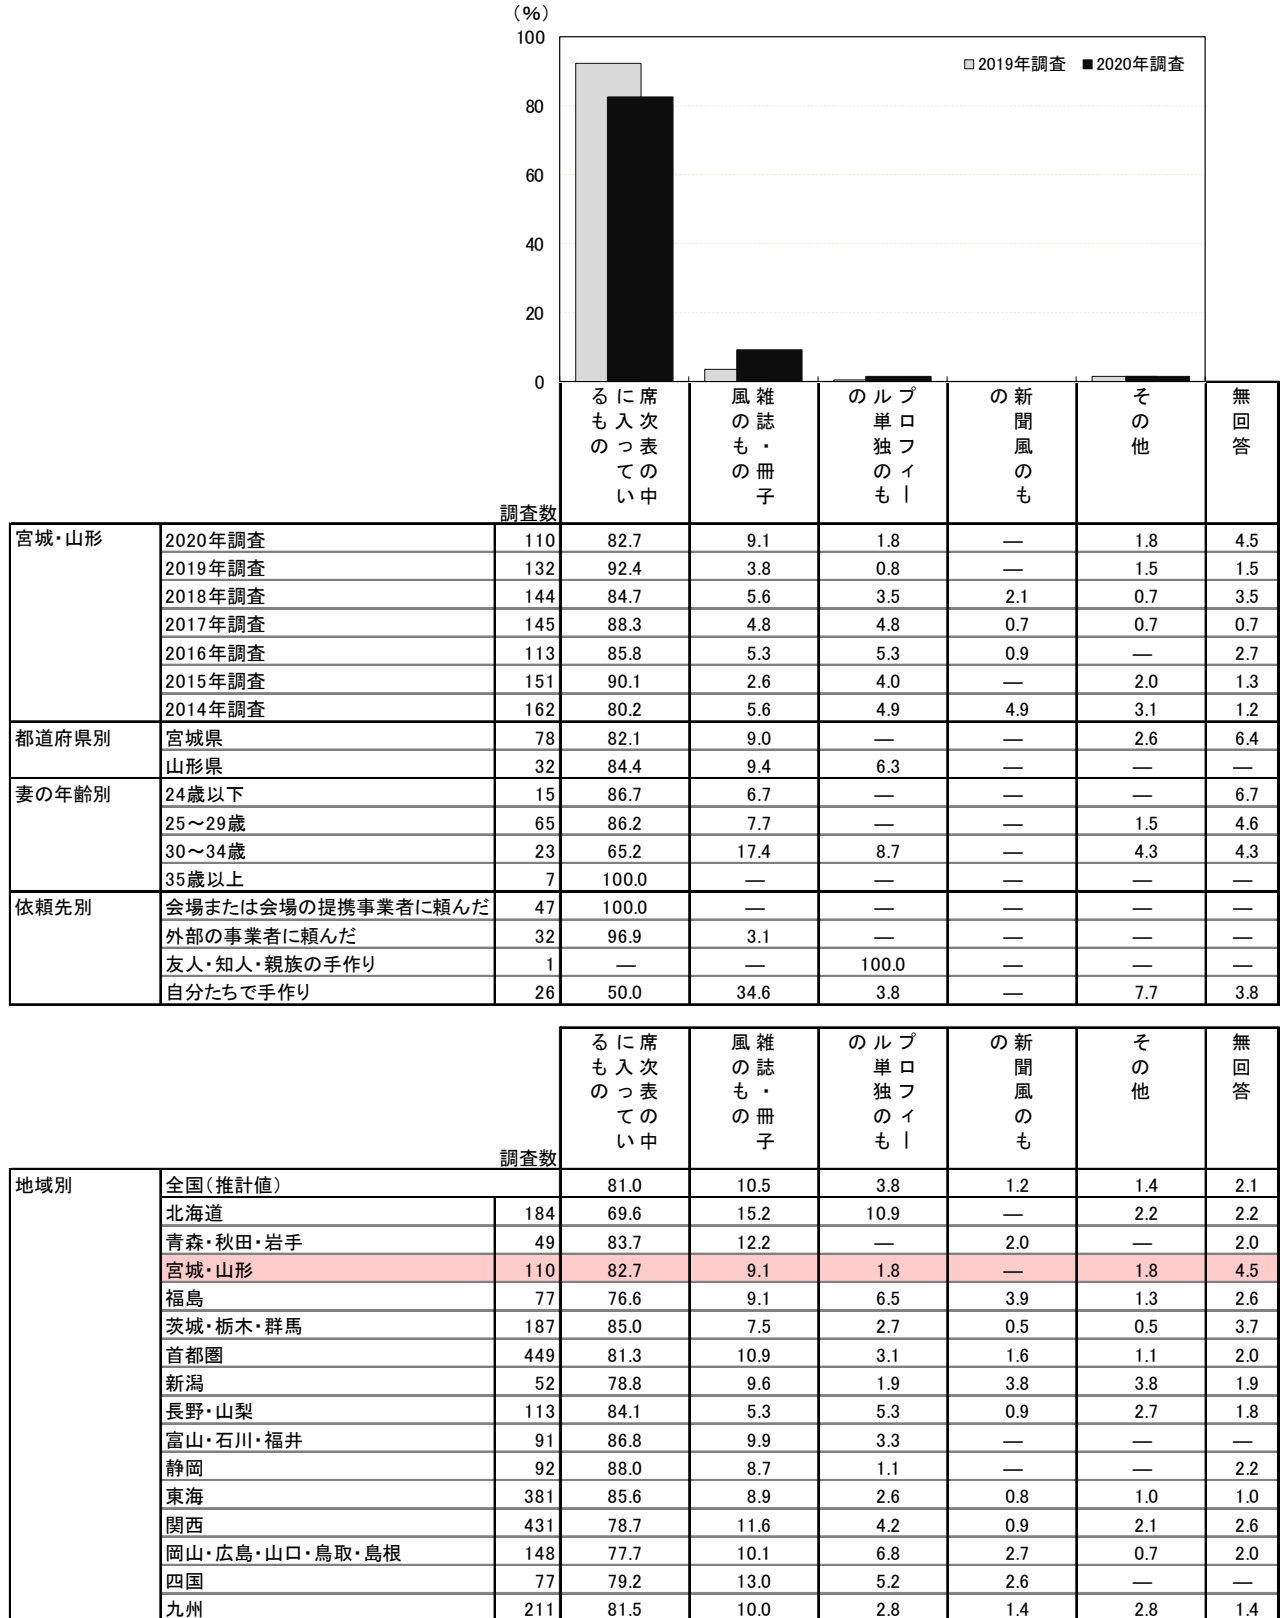 （％）
100
80
60
40
20
0
□2019年調査 ■2020年調査
調査数 席次表の中に入っているもの 雑誌・冊子風のもの プロフィール単独のもの 新聞風のもの その他 無回答
宮城・山形 2020年調査 110 82.7 9.1 1.8 ― 1.8 4.5
2019年調査 132 92.4 3.8 0.8 ― 1.5 1.5
2018年調査 144 84.7 5.6 3.5 2.1 0.7 3.5
2017年調査 145 88.3 4.8 4.8 0.7 0.7 0.7
2016年調査 113 85.8 5.3 5.3 0.9 ― 2.7
2015年調査 151 90.1 2.6 4.0 ― 2.0 1.3
2014年調査 162 80.2 5.6 4.9 4.9 3.1 1.2
都道府県別 宮城県 78 82.1 9.0 ― ― 2.6 6.4
山形県 32 84.4 9.4 6.3 ― ― ―
妻の年齢別 24歳以下 15 86.7 6.7 ― ― ― 6.7
25～29歳 65 86.2 7.7 ― ― 1.5 4.6
30～34歳 23 65.2 17.4 8.7 ― 4.3 4.3
35歳以上 7 100.0 ― ― ― ― ―
依頼先別 会場または会場の提携事業者に頼んだ 47 100.0 ― ― ― ― ―
外部の事業者に頼んだ 32 96.9 3.1 ― ― ― ―
友人・知人・親族の手作り 1 ― ― 100.0 ― ― ―
自分たちで手作り 26 50.0 34.6 3.8 ― 7.7 3.8
調査数 席次表の中に入っているもの 雑誌・冊子風のもの プロフィール単独のもの 新聞風のもの その他 無回答
地域別 全国（推計値） 81.0 10.5 3.8 1.2 1.4 2.1
北海道 184 69.6 15.2 10.9 ― 2.2 2.2
青森・秋田・岩手 49 83.7 12.2 ― 2.0 ― 2.0
宮城・山形 110 82.7 9.1 1.8 ― 1.8 4.5
福島 77 76.6 9.1 6.5 3.9 1.3 2.6
茨城・栃木・群馬 187 85.0 7.5 2.7 0.5 0.5 3.7
首都圏 449 81.3 10.9 3.1 1.6 1.1 2.0
新潟 52 78.8 9.6 1.9 3.8 3.8 1.9
長野・山梨 113 84.1 5.3 5.3 0.9 2.7 1.8
富山・石川・福井 91 86.8 9.9 3.3 ― ― ―
静岡 92 88.0 8.7 1.1 ― ― 2.2
東海 381 85.6 8.9 2.6 0.8 1.0 1.0
関西 431 78.7 11.6 4.2 0.9 2.1 2.6
岡山・広島・山口・鳥取・島根 148 77.7 10.1 6.8 2.7 0.7 2.0
四国 77 79.2 13.0 5.2 2.6 ― ―
九州 211 81.5 10.0 2.8 1.4 2.8 1.4